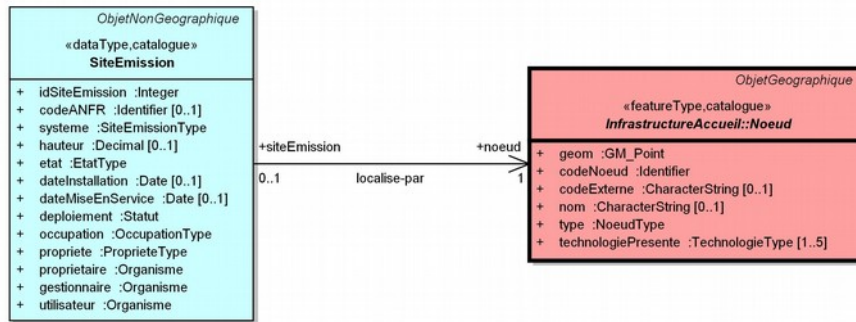 ObjetNonGeographique
«dataType,catalogue»
SiteEmission
+ idSiteEmission :Integer
+ codeANFR :Identifier [0..1]
+ systeme :SiteEmissionType
+ hauteur :Decimal [0..1]
+ etat :EtatType
+ dateInstallation :Date [0..1]
+ dateMiseEnService :Date [0..1]
+ deploiement :Statut
+ occupation :OccupationType
+ propriete :ProprieteType
+ proprietaire :Organisme
+ gestionnaire :Organisme
+ utilisateur :Organisme
+siteEmission
+noeud
0..1
localise-par
1
ObjetGeographique
«featureType,catalogue»
InfrastructureAccueil::Noeud
+ geom :GM_Point
+ codeNoeud :Identifier
+ codeExterne :CharacterString [0..1]
+ nom :CharacterString [0..1]
+ type :NoeudType
+ technologiePresente :TechnologieType [1..5]